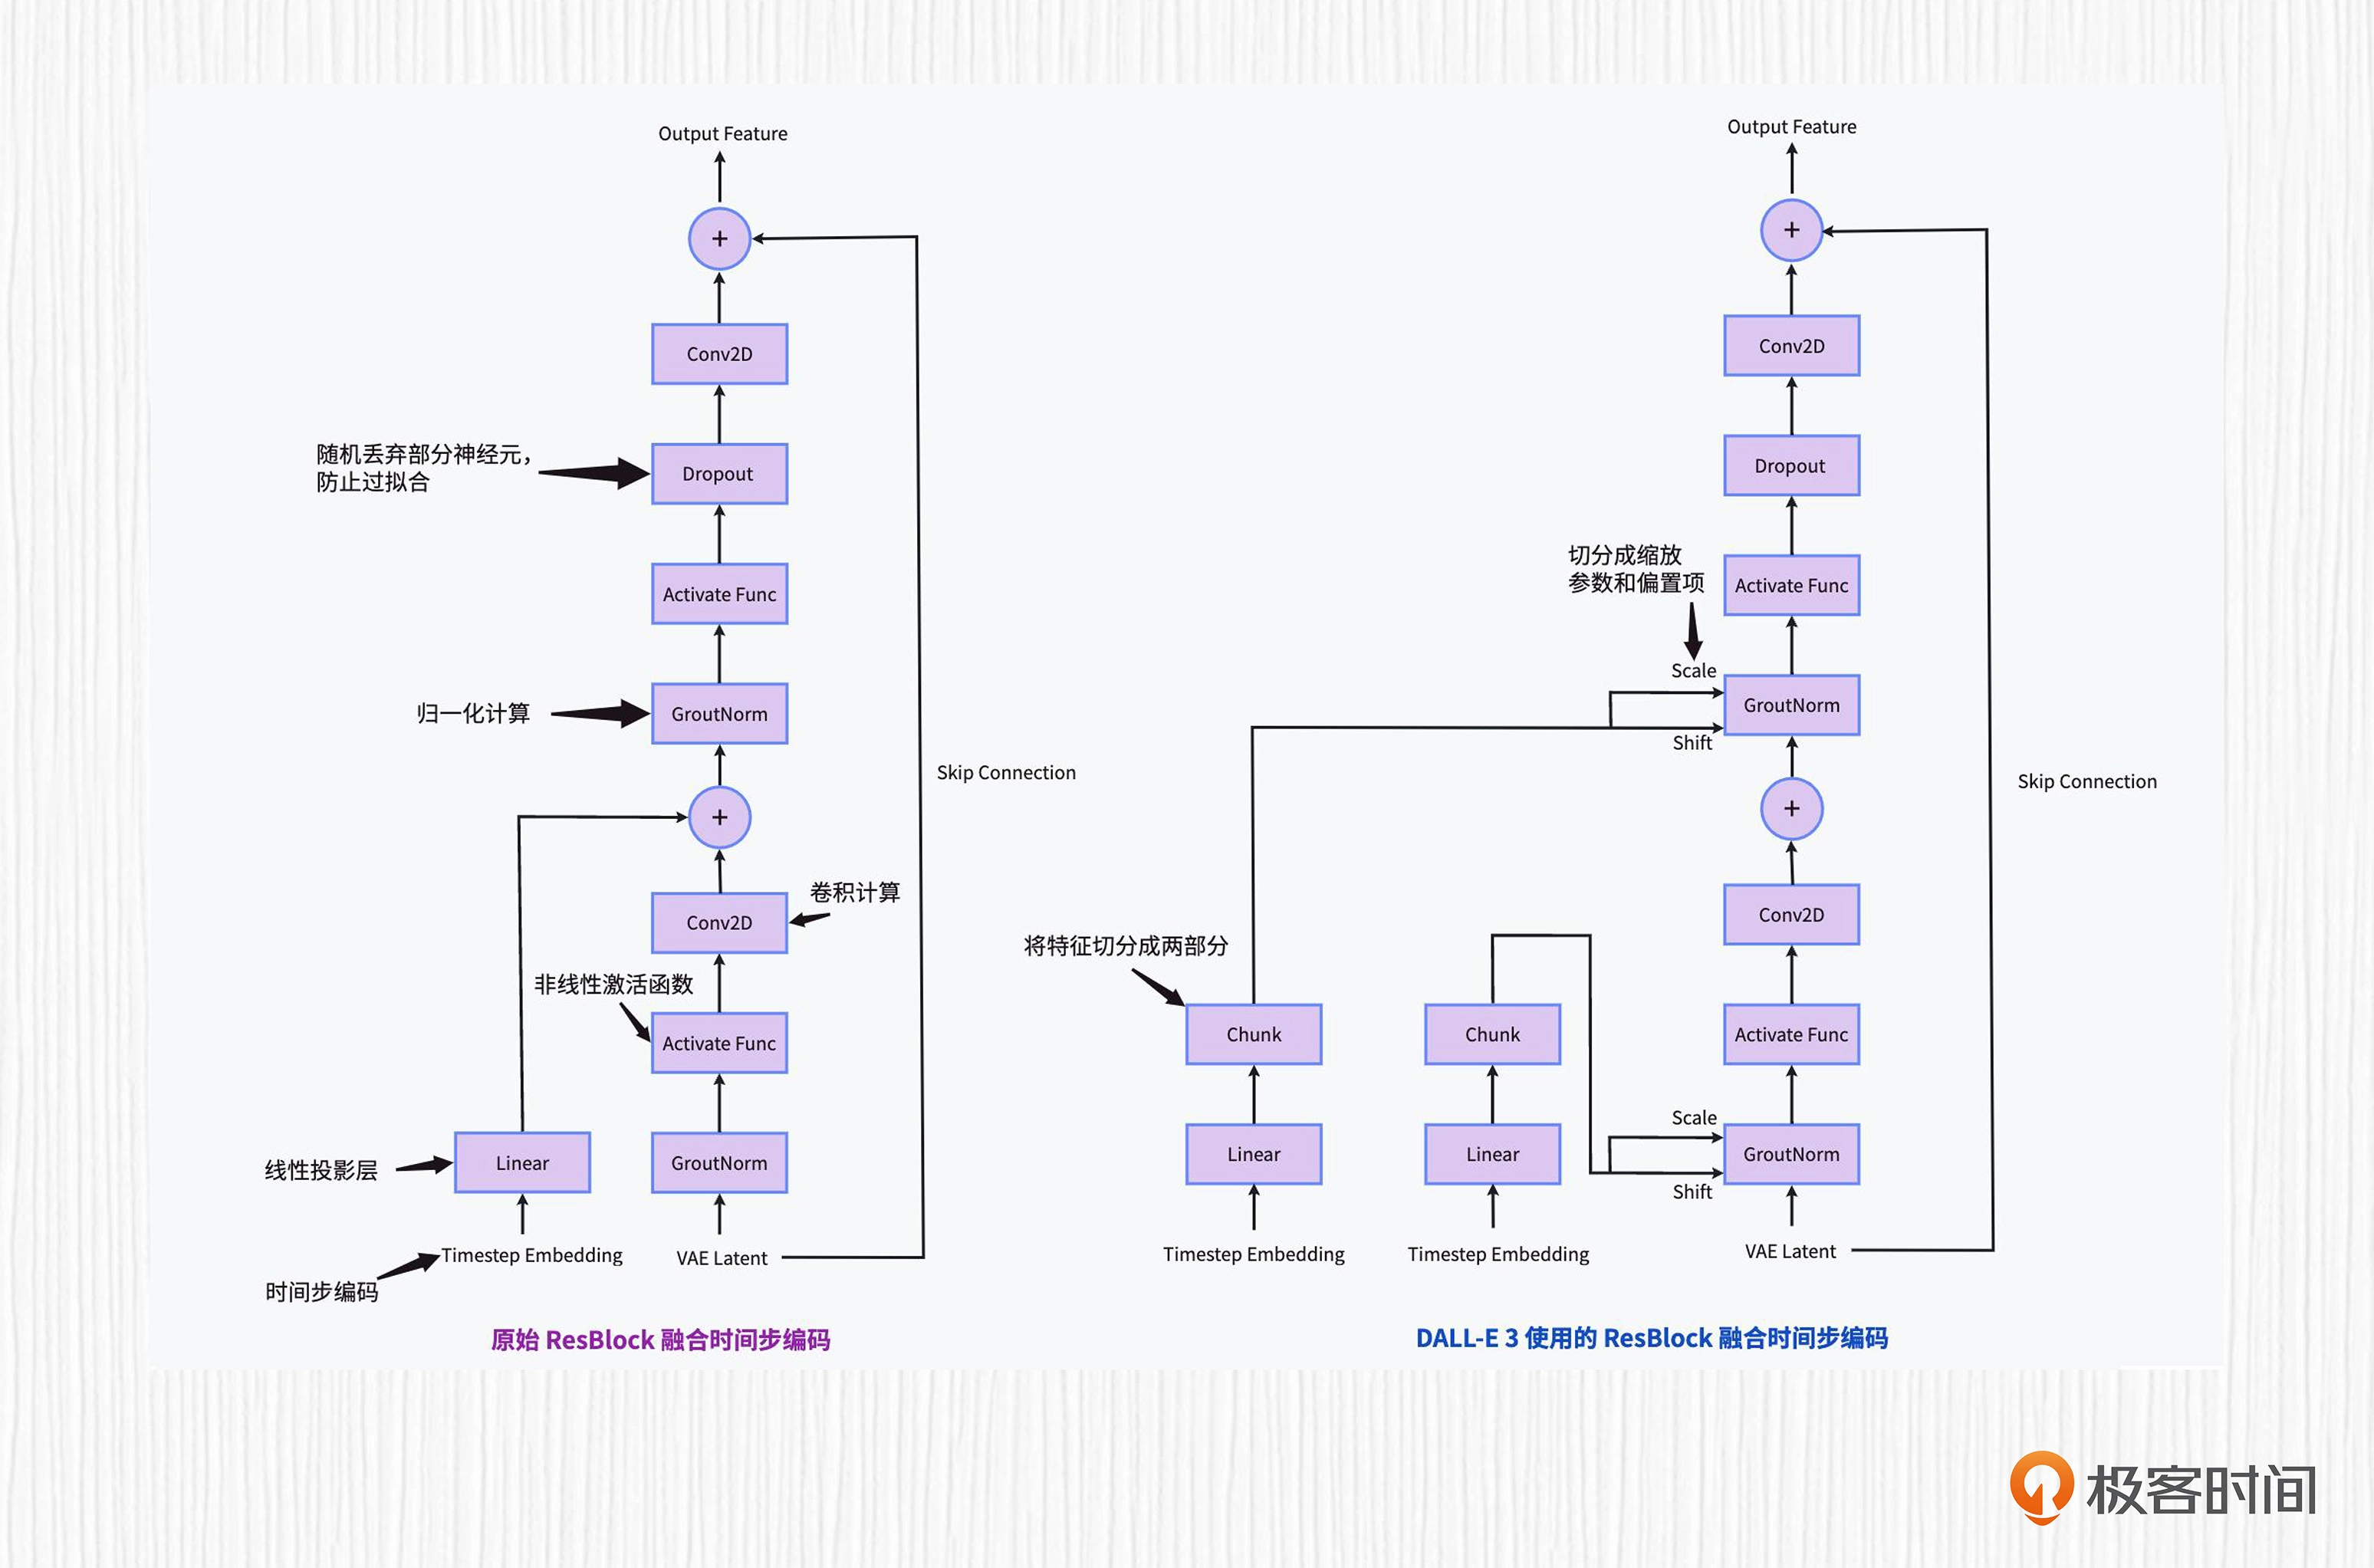 Output Feature
+
Conv2D
随机丢弃部分神经元，
防止过拟合
Dropout
Activate Func
归一化计算
GroutNorm
Skip Connection
+
卷积计算
Conv2D
非线性激活函数
Activate Func
线性投影层
Linear
GroutNorm
Timestep Embedding
VAE Latent
时间步编码
原始 ResBlock 融合时间步编码
Output Feature
+
Conv2D
Dropout
切分成缩放
参数和偏置项
Activate Func
Scale
GroutNorm
Shift
Skip Connection
+
Conv2D
将特征切分成两部分
Chunk
Chunk
Activate Func
Scale
Linear
Linear
GroutNorm
Shift
Timestep Embedding
Timestep Embedding
VAE Latent
DALL-E 3 使用的 ResBlock 融合时间步编码
极客时间